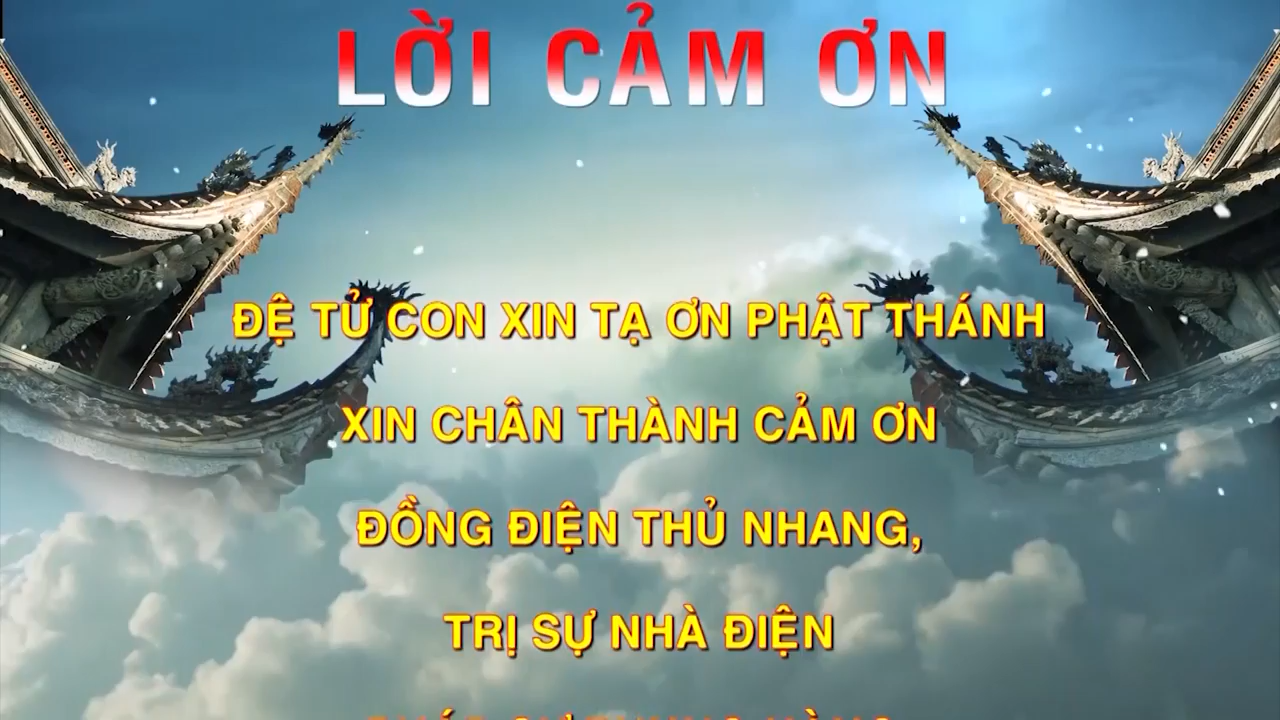 LỜI CẢM ƠN
ĐỆ TỬ CON XIN TẠ ƠN PHẬT THÁNH
XIN CHÂN THÀNH CẢM ƠN
ĐỒNG ĐIỆN THỦ NHANG,
TRỊ SỰ NHÀ ĐIỆN